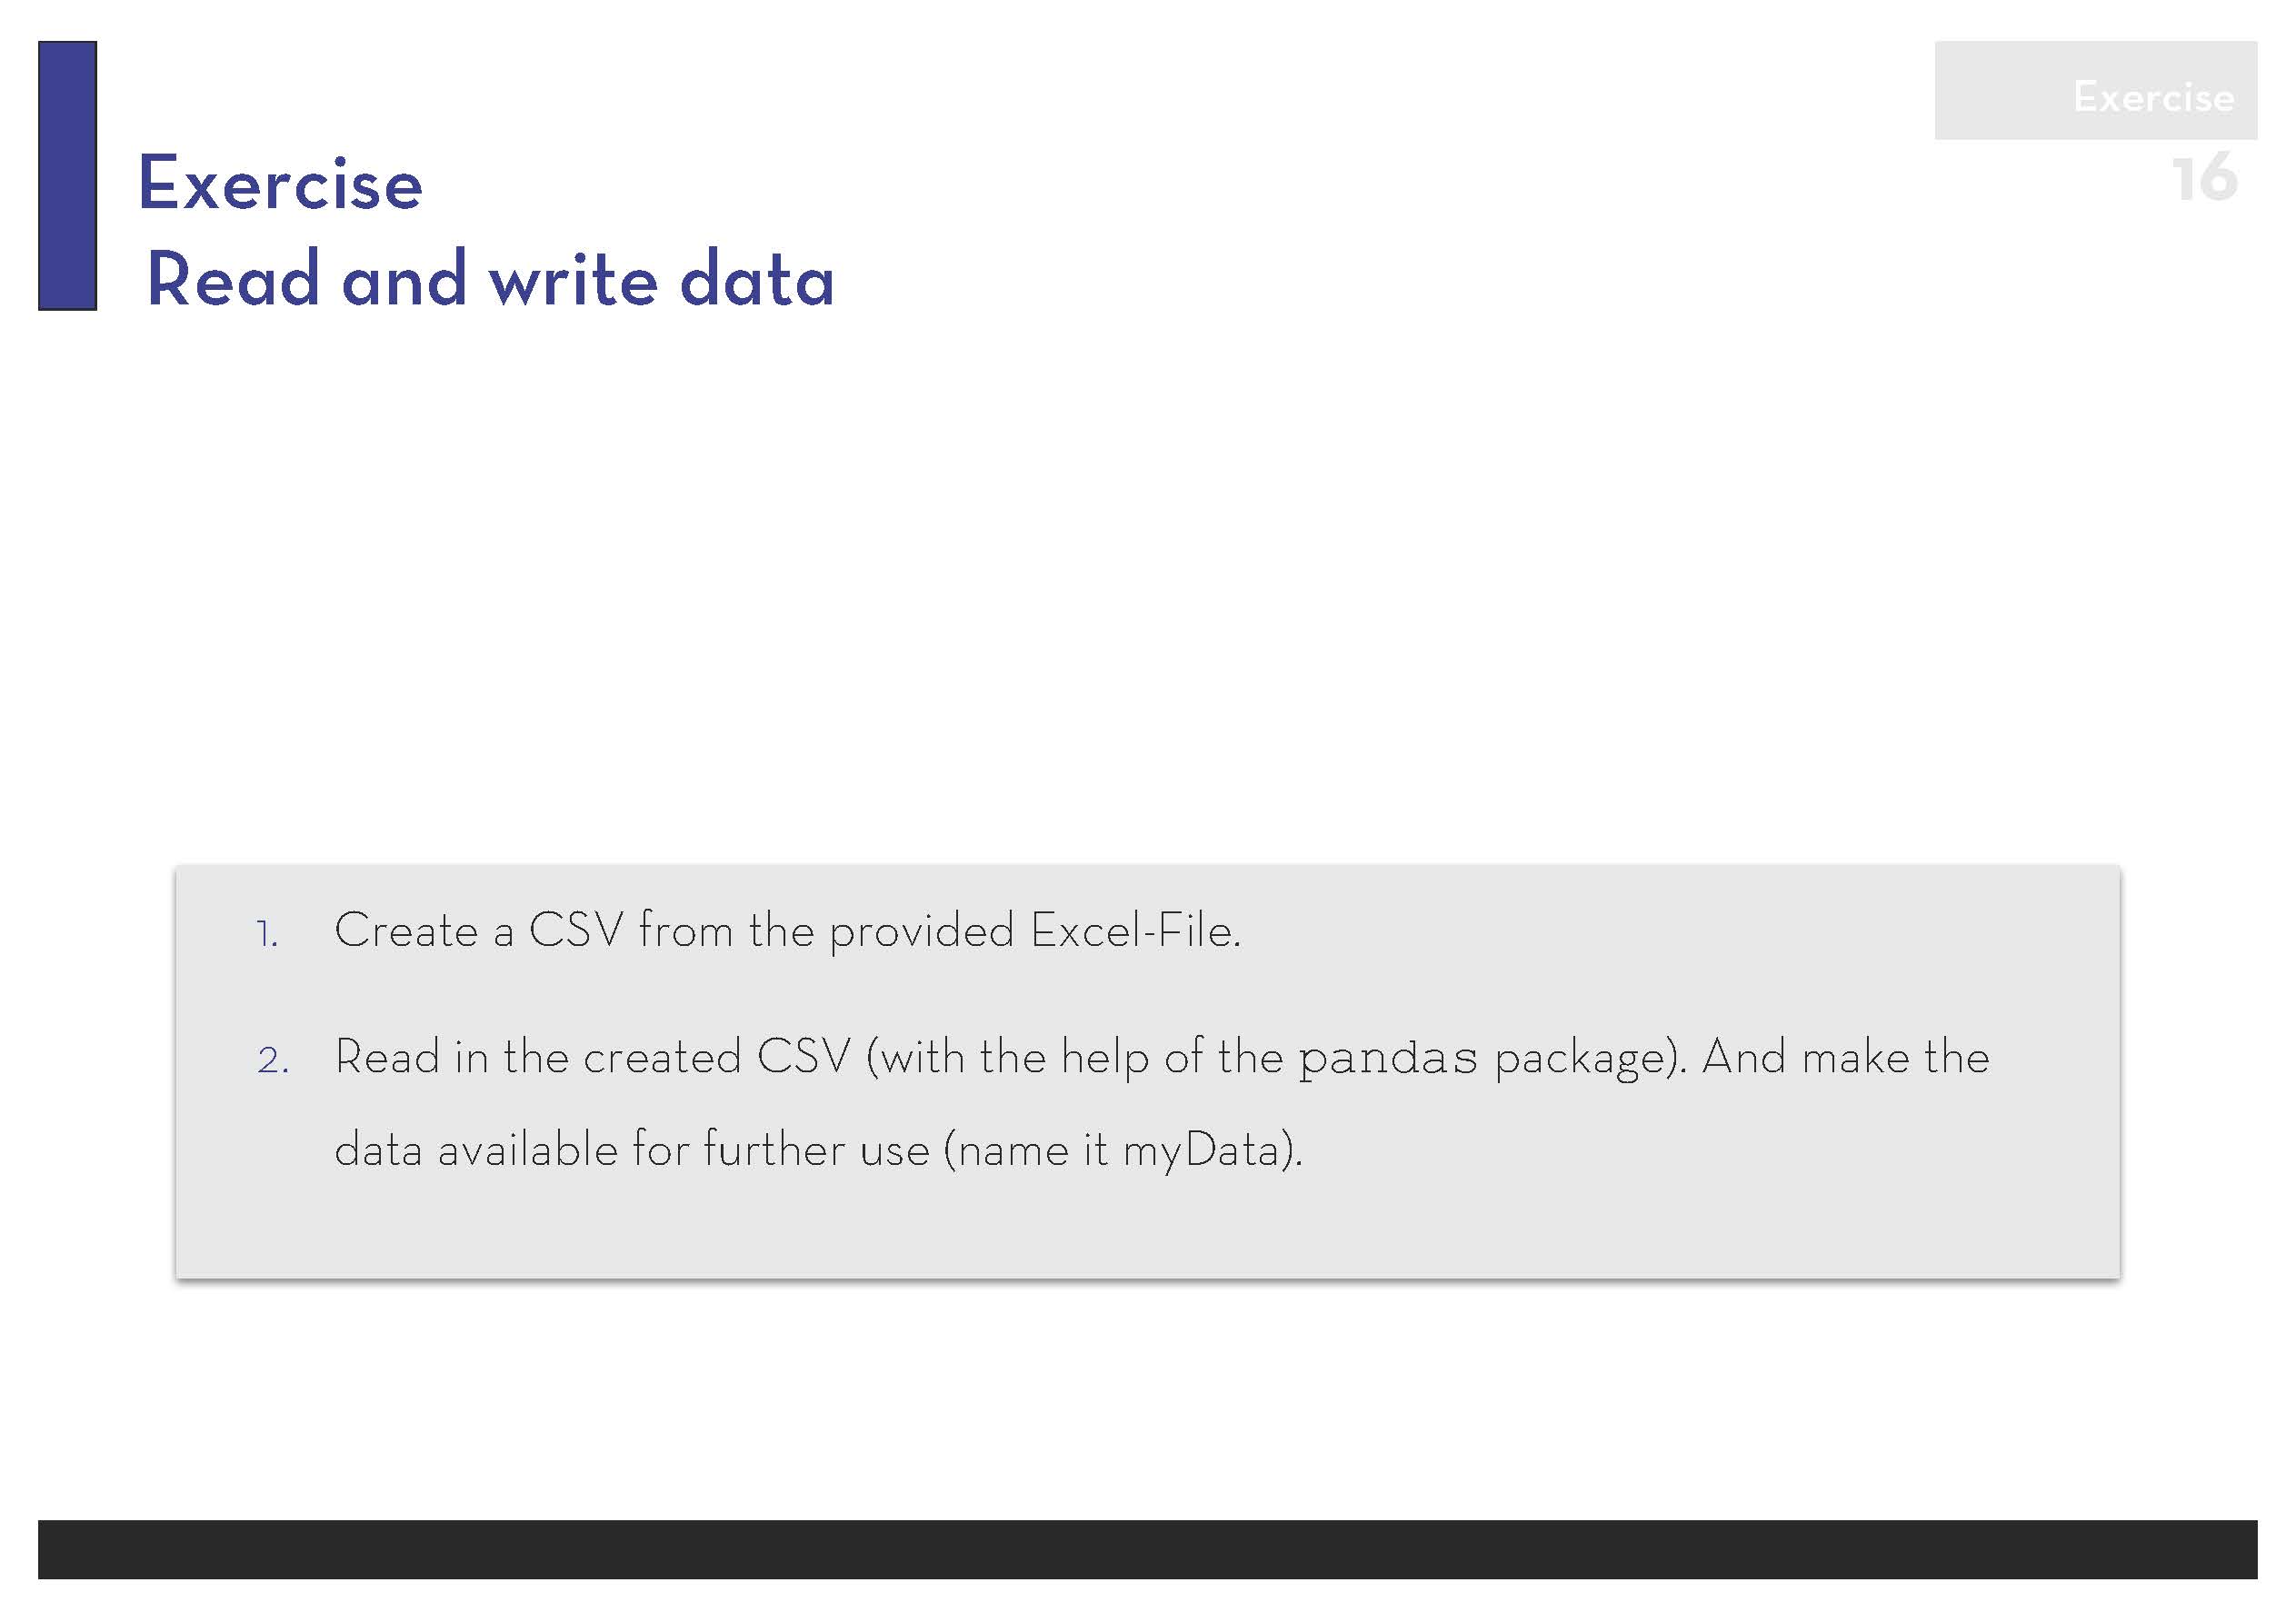 Exercise
16
Exercise
Read and write data
1. Create a CSV from the provided Excel-File.
2. Read in the created CSV (with the help of the pandas package). And make the
data available for further use (name it myData).